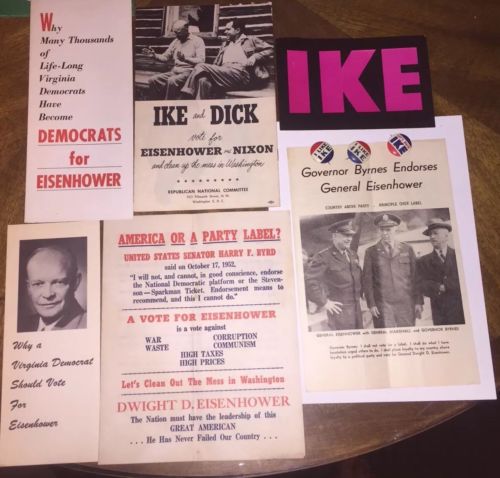 Why
Many Thousands
of
Life-Long
Virginia
Democrats
Have
Become
DEMOCRATS
for
EISENHOWER
IKE and DICK
vote for
EISENHOWER and NIXON
and clean up the mess in Washington
REPUBLICAN NATIONAL COMMITTEE
Washington
IKE
IKE
IKE
IKE
Governor Byrnes Endorses
General Eisenhower
COUNTRY ABOVE PARTY - PRINCIPLE OVER LABEL
GENERAL EISENHOWER with GENERAL MARSHALL and GOVERNOR BYRNES
Why a
Virginia Democrat
Should Vote
For
Eisenhower
AMERICA OR A PARTY LABEL?
UNITED STATES SENATOR HARRY F. BYRD
said on October 17, 1952,
"I will not, and cannot, in good conscience, endorse
the National Democratic platform or the Steven-
son — Sparkman Ticket. Endorsement means to
recommend, and this I cannot do."
A VOTE FOR EISENHOWER
is a vote against
WAR CORRUPTION
WASTE COMMUNISM
HIGH TAXES
HIGH PRICES
Let's Clean Out The Mess in Washington
DWIGHT D. EISENHOWER
The Nation must have the leadership of this
GREAT AMERICAN
. . . He Has Never Failed Our Country . . .